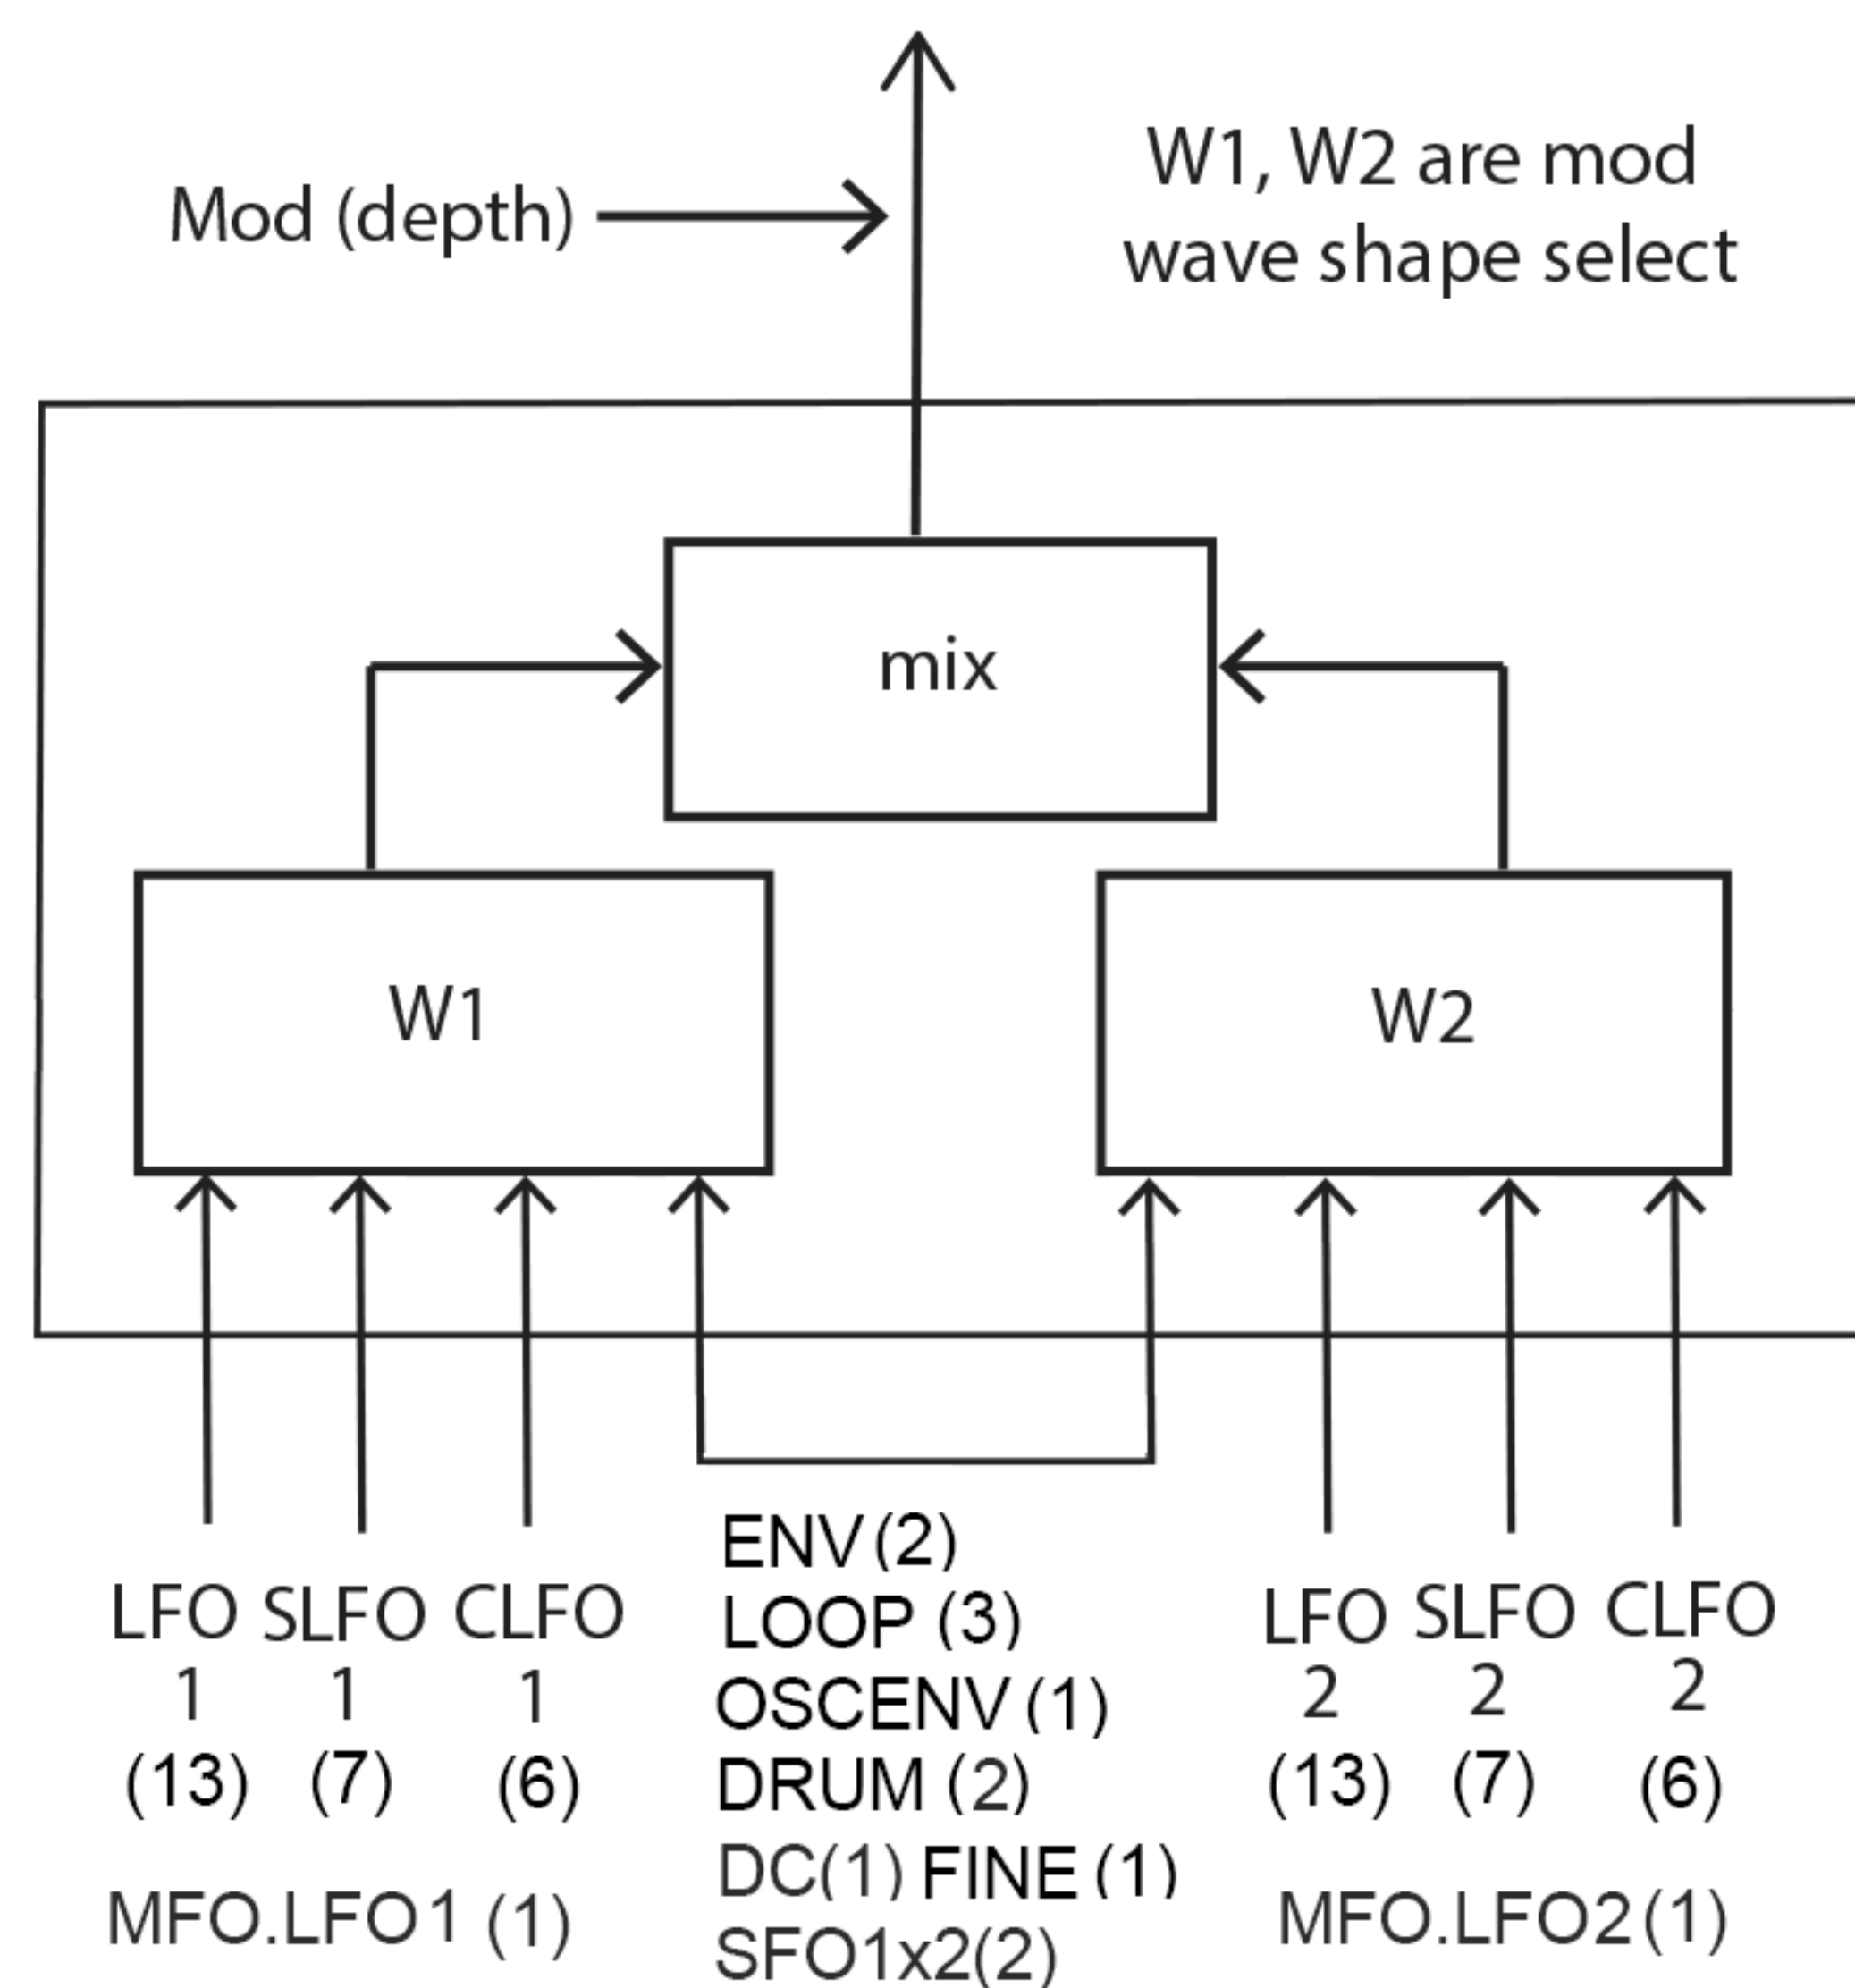 Mod (depth)
W1, W2 are mod
wave shape select
mix
W1
W2
LFO SLFO CLFO
1 1 1
(13) (7) (6)
MFO.LFO1 (1)
ENV(2)
LOOP (3)
OSCENV(1)
DRUM (2)
DC(1) FINE (1)
SFO1x2(2)
LFO SLFO CLFO
2 2 2
(13) (7) (6)
MFO.LFO2(1)